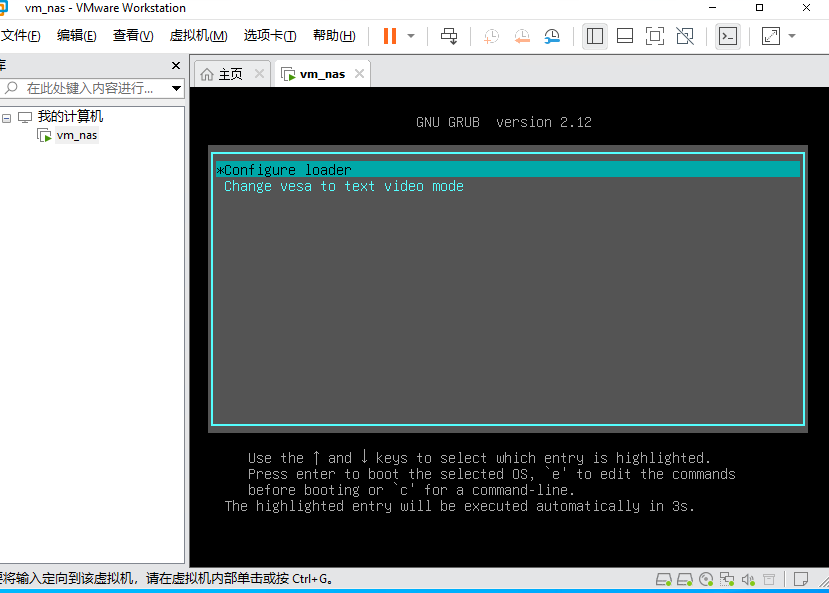 vm_nas - VMware Workstation
文件(F) 编辑(E) 查看(V) 虚拟机(M) 选项卡(T) 帮助(H)
库
在此处键入内容进行...
我的计算机
vm_nas
主页 vm_nas
GNU GRUB version 2.12
*Configure loader
Change vesa to text video mode
Use the ↑ and ↓ keys to select which entry is highlighted.
Press enter to boot the selected OS, `e' to edit the commands
before booting or `c' for a command-line.
The highlighted entry will be executed automatically in 3s.
要将输入定向到该虚拟机，请在虚拟机内部单击或按 Ctrl+G。